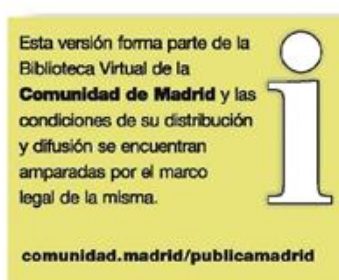 Esta versión forma parte de la
Biblioteca Virtual de la
Comunidad de Madrid y las
condiciones de su distribución
y difusión se encuentran
amparadas por el marco
legal de la misma.
comunidad.madrid/publicamadrid